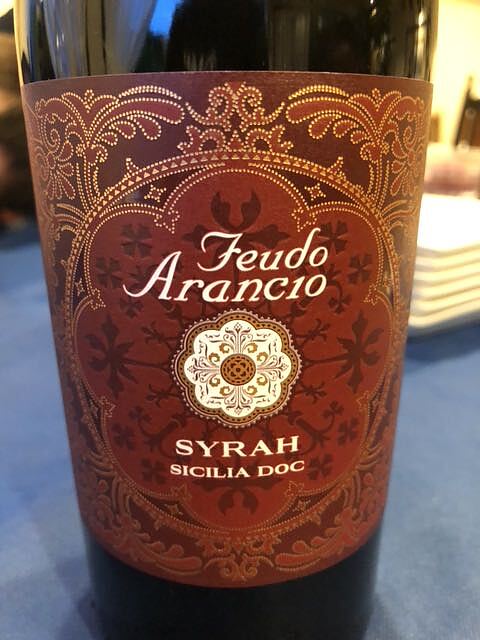 Feudo
Arancio
SYRAH
SICILIA DOC